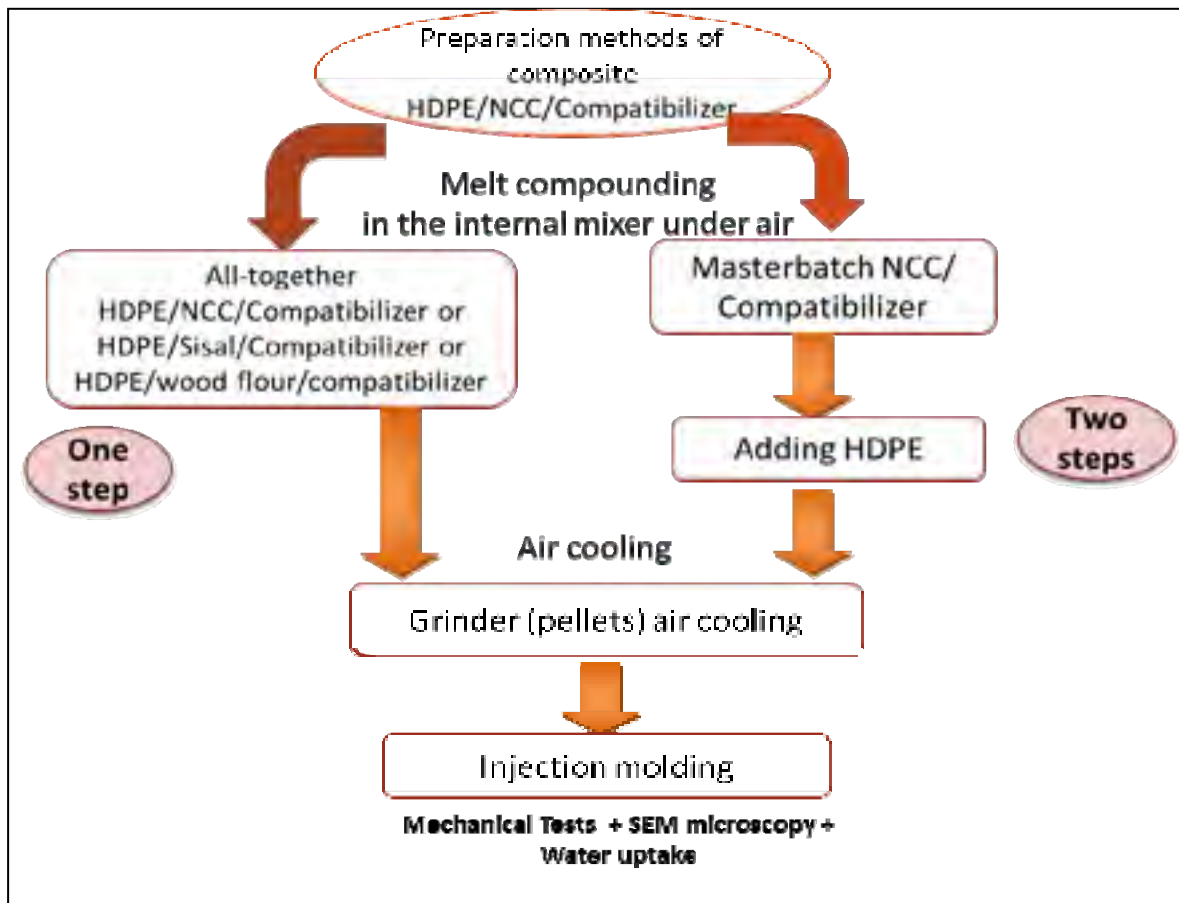 Preparation methods of
composite
HDPE/NCC/Compatibilizer
Melt compounding
in the internal mixer under air
All-together
HDPE/NCC/Compatibilizer or
HDPE/Sisal/Compatibilizer or
HDPE/wood flour/compatibilizer
Masterbatch NCC/
Compatibilizer
One
step
Adding HDPE
Two
steps
Air cooling
Grinder (pellets) air cooling
Injection molding
Mechanical Tests + SEM microscopy +
Water uptake